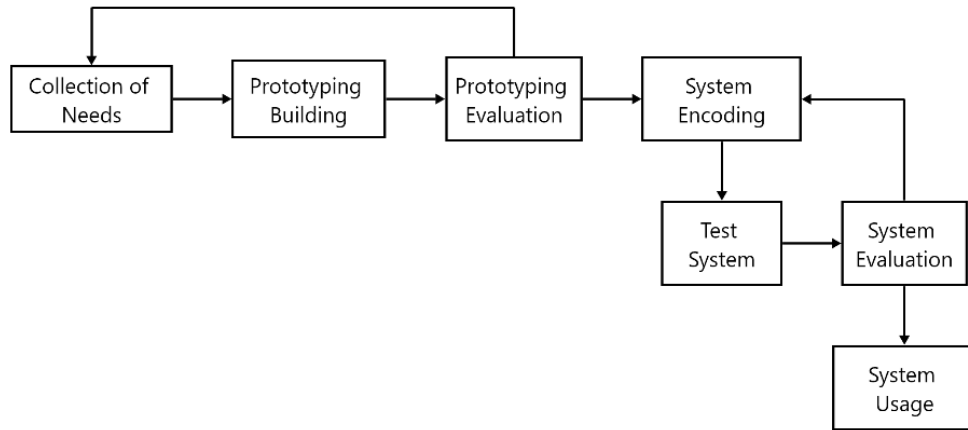 Collection of
Needs
Prototyping
Building
Prototyping
Evaluation
System
Encoding
Test
System
System
Evaluation
System
Usage